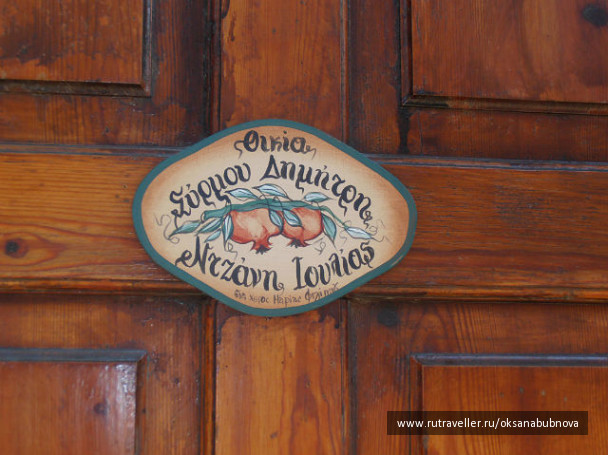 Οικία
Σύρμου Δημήτρη
Ντζάνη Ιουλίας
www.rutraveller.ru/oksanabubnova